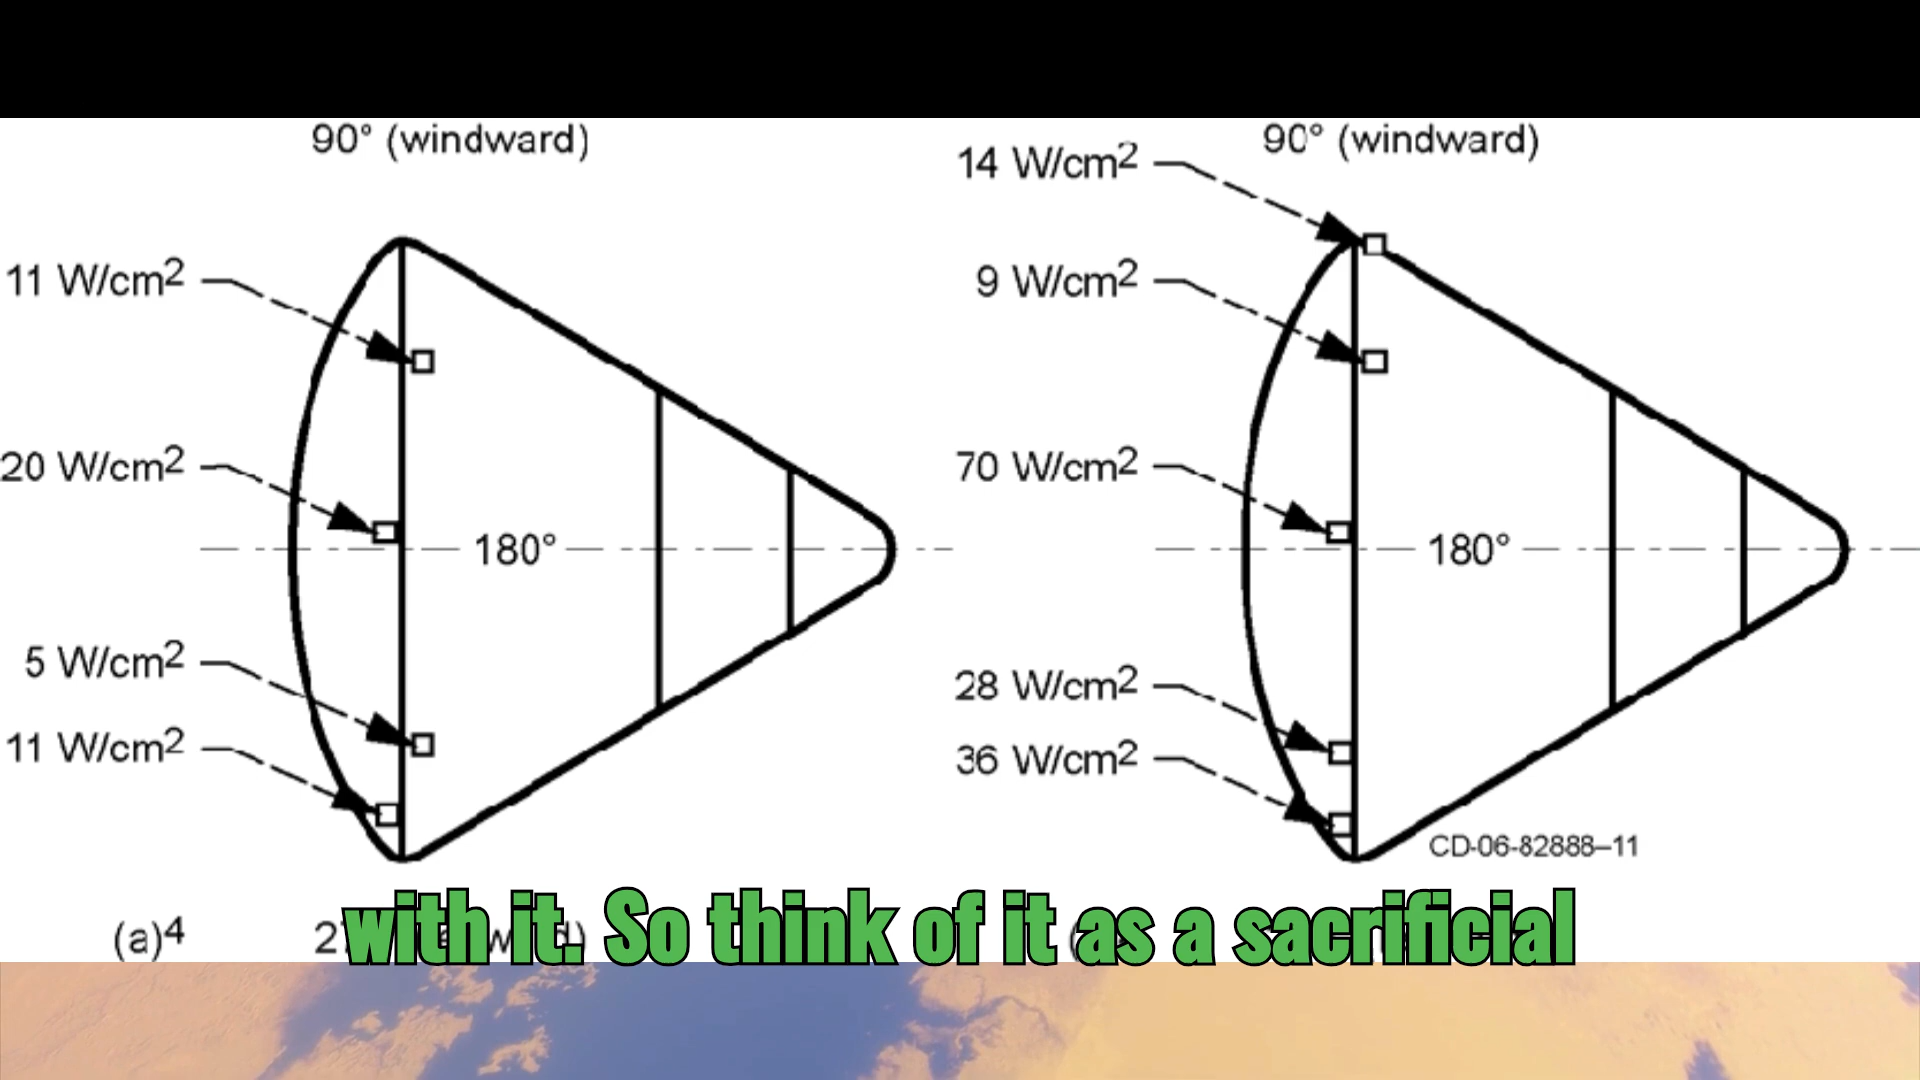 90° (windward)
11 W/cm2
20 W/cm2
180°
5 W/cm2
11 W/cm2
(a)4
90° (windward)
14 W/cm2
9 W/cm2
70 W/cm2
180°
28 W/cm2
36 W/cm2
CD-06-82888–11
with it. So think of it as a sacrificial